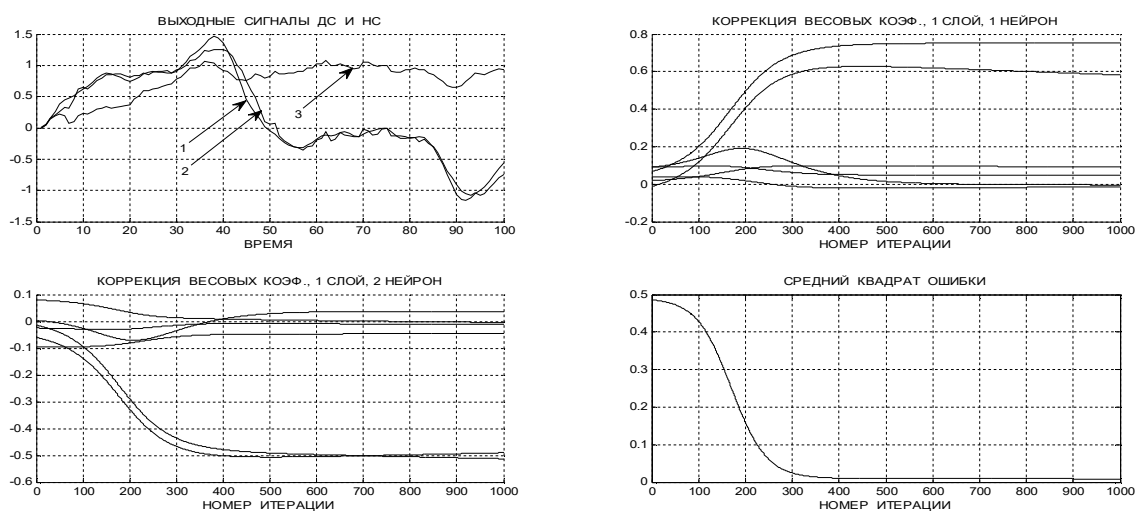 ВЫХОДНЫЕ СИГНАЛЫ ДС И НС
1.5
1
0.5
0
-0.5
-1
-1.5
1
2
3
0 10 20 30 40 50 60 70 80 90 100
ВРЕМЯ
КОРРЕКЦИЯ ВЕСОВЫХ КОЭФ., 1 СЛОЙ, 1 НЕЙРОН
0.8
0.6
0.4
0.2
0
-0.2
0 100 200 300 400 500 600 700 800 900 1000
НОМЕР ИТЕРАЦИИ
КОРРЕКЦИЯ ВЕСОВЫХ КОЭФ., 1 СЛОЙ, 2 НЕЙРОН
0.1
0
-0.1
-0.2
-0.3
-0.4
-0.5
-0.6
0 100 200 300 400 500 600 700 800 900 1000
НОМЕР ИТЕРАЦИИ
СРЕДНИЙ КВАДРАТ ОШИБКИ
0.5
0.4
0.3
0.2
0.1
0
0 100 200 300 400 500 600 700 800 900 1000
НОМЕР ИТЕРАЦИИ